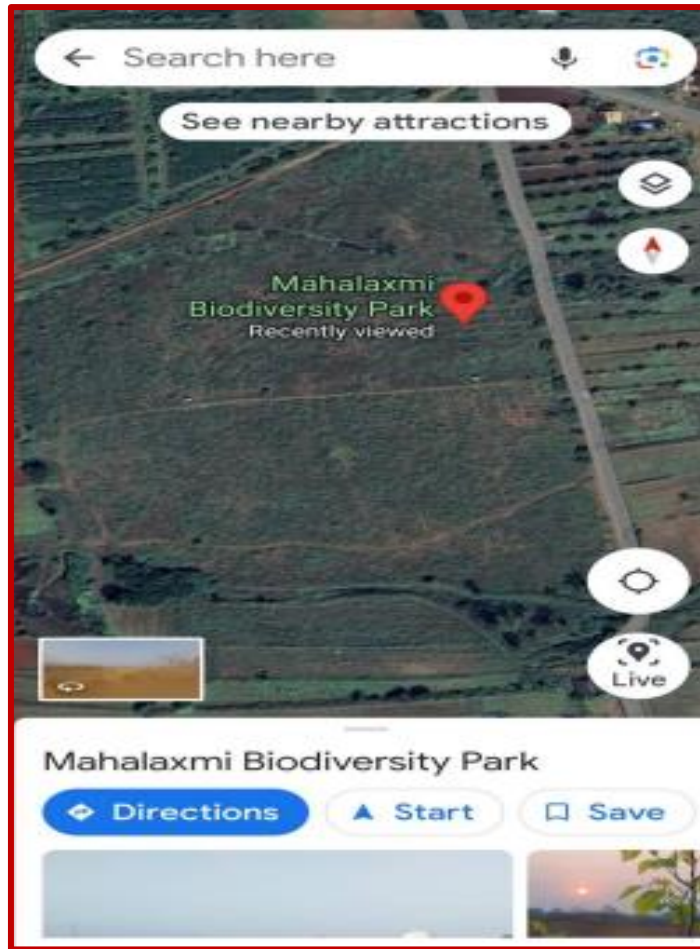 Search here
See nearby attractions
Mahalaxmi
Biodiversity Park
Recently viewed
Live
Mahalaxmi Biodiversity Park
Directions
Start
Save